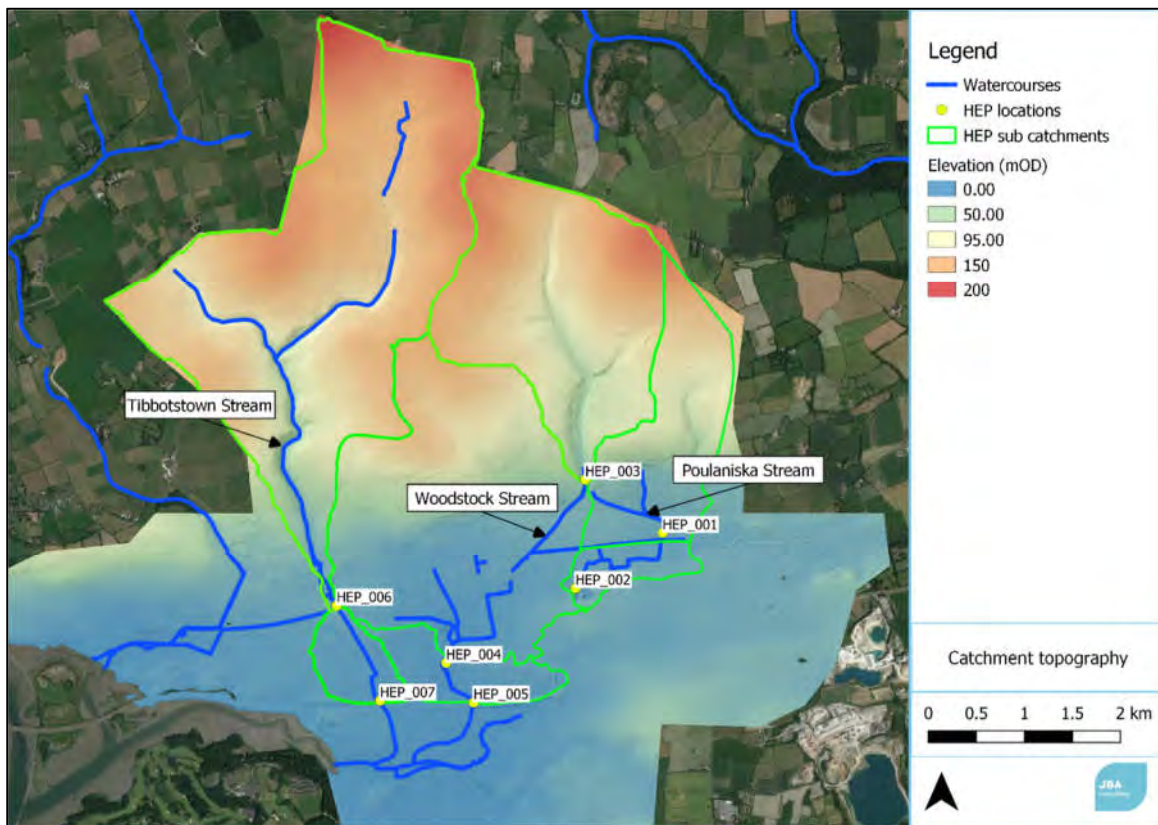 Tibbotstown Stream
Woodstock Stream
Poulaniska Stream
HEP_003
HEP_001
HEP_002
HEP_006
HEP_004
HEP_007
HEP_005
Legend
Watercourses
HEP locations
HEP sub catchments
Elevation (mOD)
0.00
50.00
95.00
150
200
Catchment topography
0 0.5 1 1.5 2 km
JBA
consulting